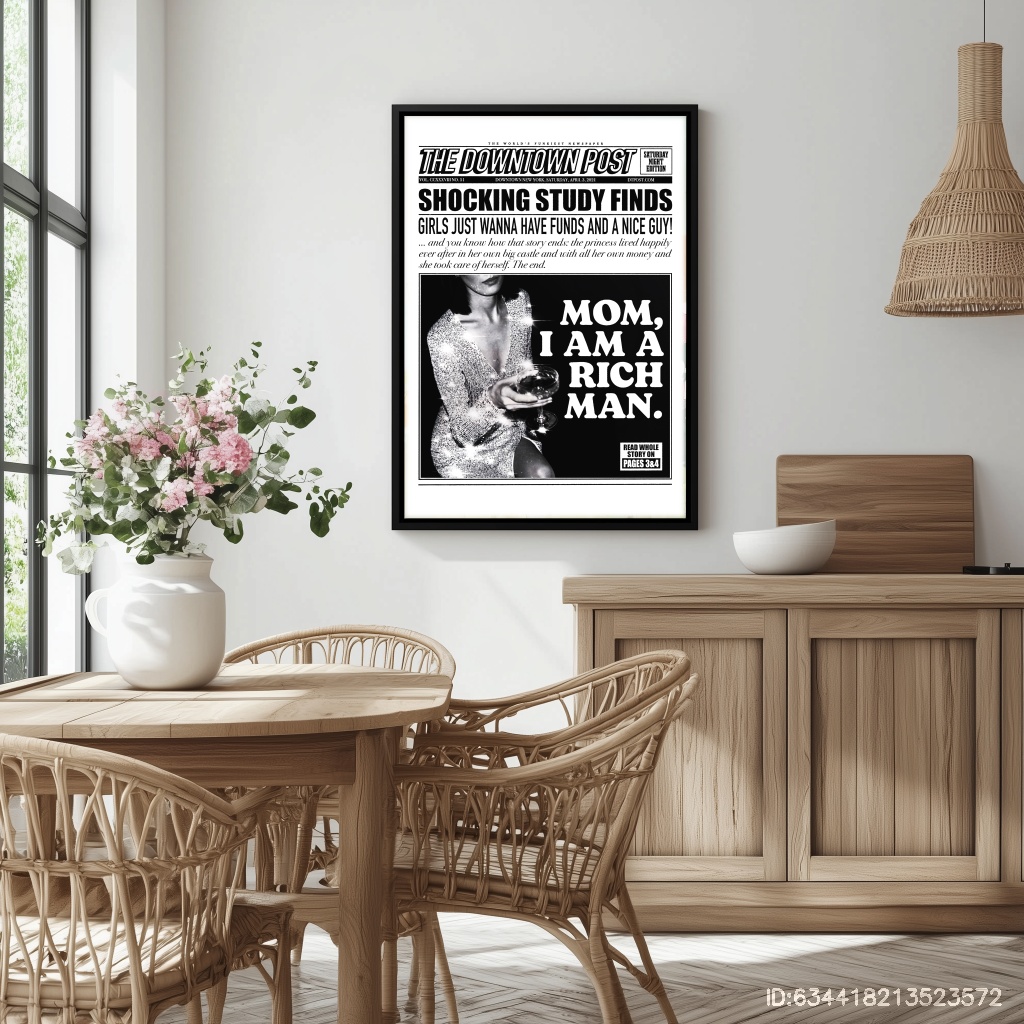 THE WORLD'S FUNNIEST NEWSPAPER
THE DOWNTOWN POST
SATURDAY
NIGHT
EDITION
VOL. CCXXXVIII NO. 31 DOWNTOWN NEW YORK, SATURDAY, APRIL 3, 2021 DTPOST.COM
SHOCKING STUDY FINDS
GIRLS JUST WANNA HAVE FUNDS AND A NICE GUY!
... and you know how that story ends: the princess lived happily
ever after in her own big castle and with all her own money and
she took care of herself. The end.
MOM,
I AM A
RICH
MAN.
READ WHOLE
STORY ON
PAGES 3&4
ID:634418213523572